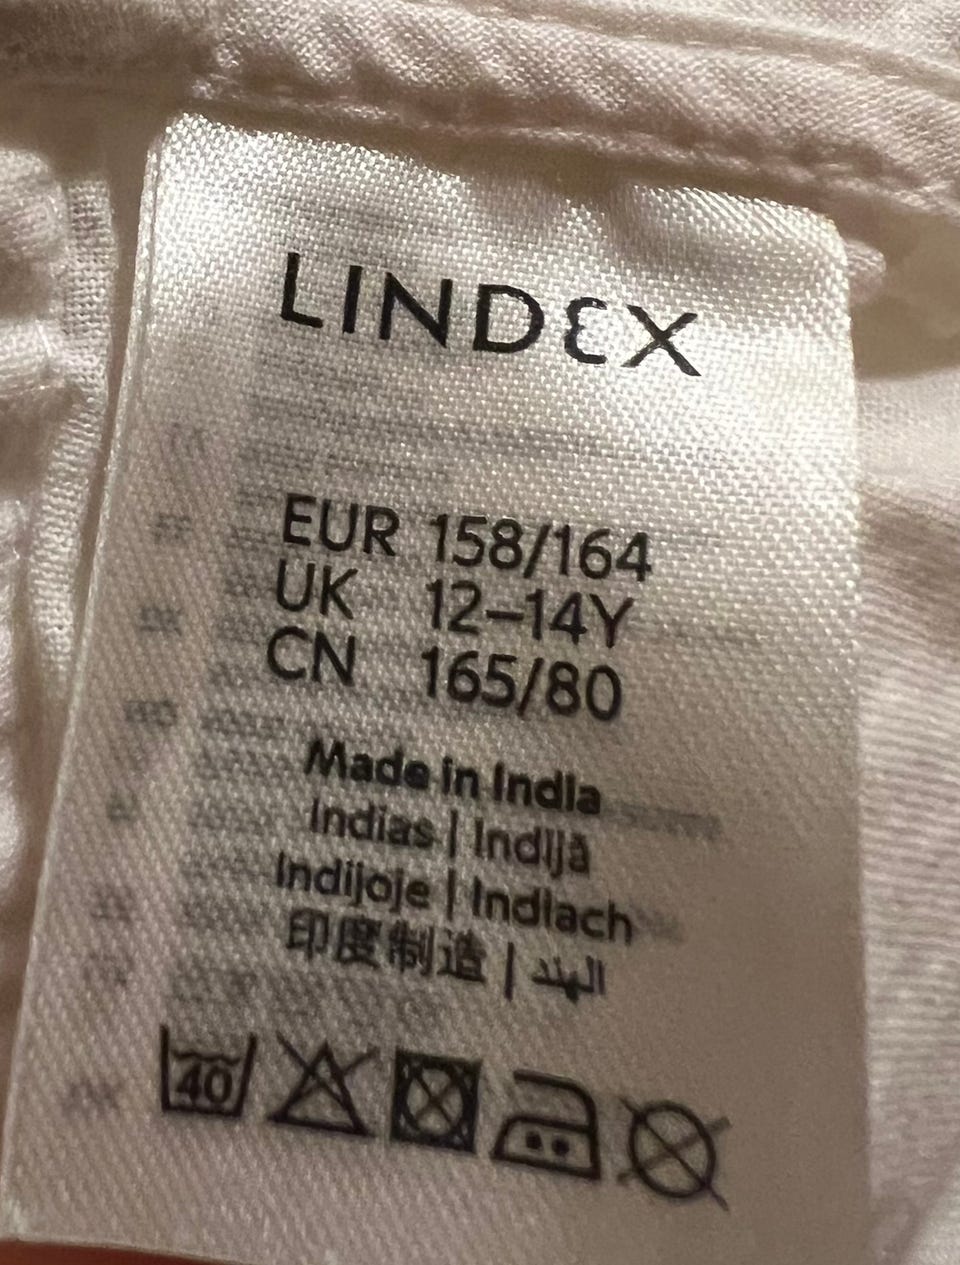 LINDEX
EUR 158/164
UK 12–14Y
CN 165/80
Made in India
Indias | Indijā
Indijoje | Indiach
印度制造 | الهند
40